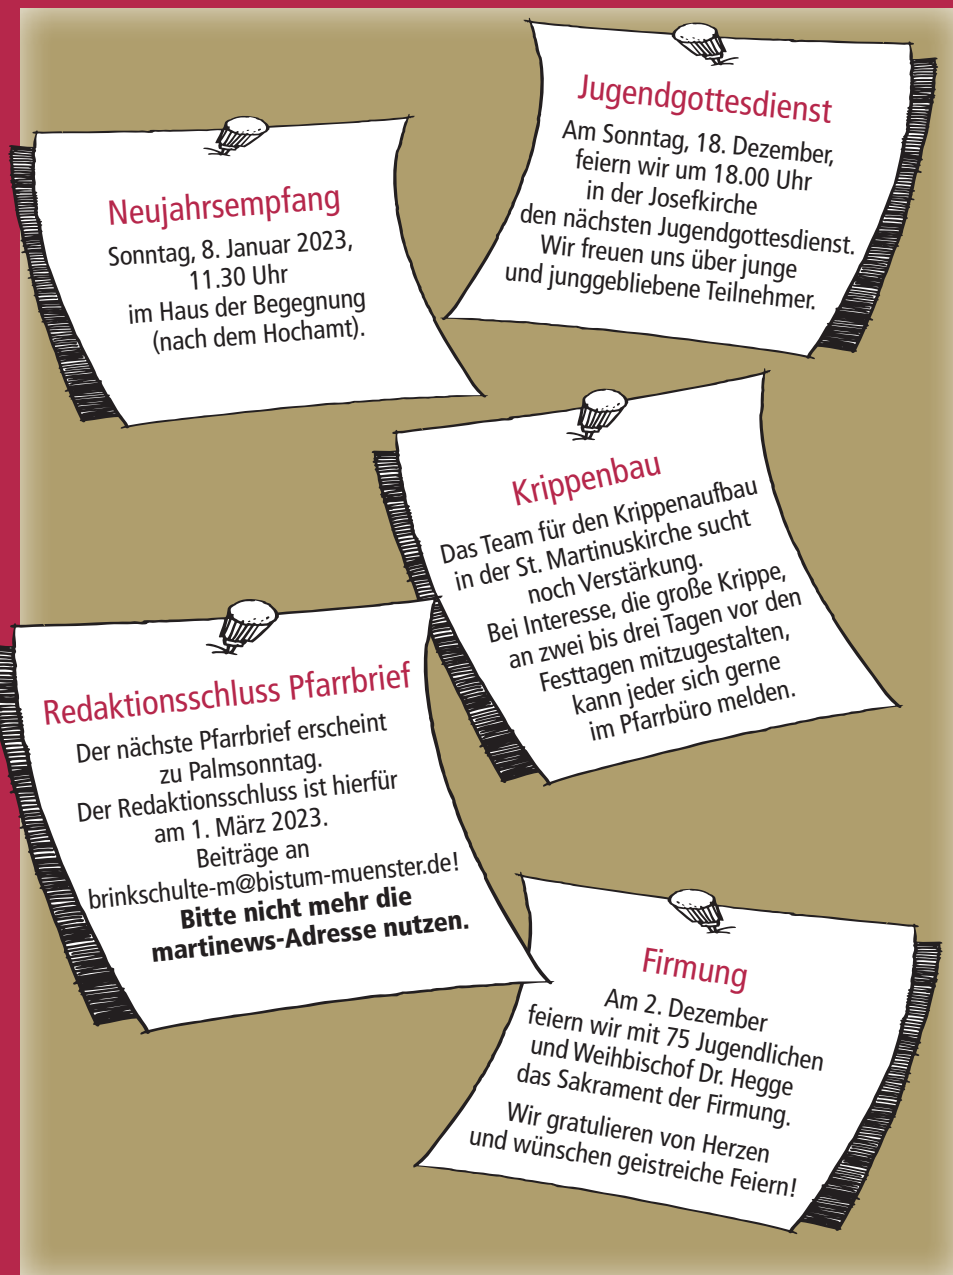 Jugendgottesdienst
Am Sonntag, 18. Dezember,
feiern wir um 18.00 Uhr
in der Josefkirche
den nächsten Jugendgottesdienst.
Wir freuen uns über junge
und junggebliebene Teilnehmer.
Neujahrsempfang
Sonntag, 8. Januar 2023,
11.30 Uhr
im Haus der Begegnung
(nach dem Hochamt).
Krippenbau
Das Team für den Krippenaufbau
in der St. Martinuskirche sucht
noch Verstärkung.
Bei Interesse, die große Krippe,
an zwei bis drei Tagen vor den
Festtagen mitzugestalten,
kann jeder sich gerne
im Pfarrbüro melden.
Redaktionsschluss Pfarrbrief
Der nächste Pfarrbrief erscheint
zu Palmsonntag.
Der Redaktionsschluss ist hierfür
am 1. März 2023.
Beiträge an
brinkschulte-m@bistum-muenster.de!
Bitte nicht mehr die
martinews-Adresse nutzen.
Firmung
Am 2. Dezember
feiern wir mit 75 Jugendlichen
und Weihbischof Dr. Hegge
das Sakrament der Firmung.
Wir gratulieren von Herzen
und wünschen geistreiche Feiern!